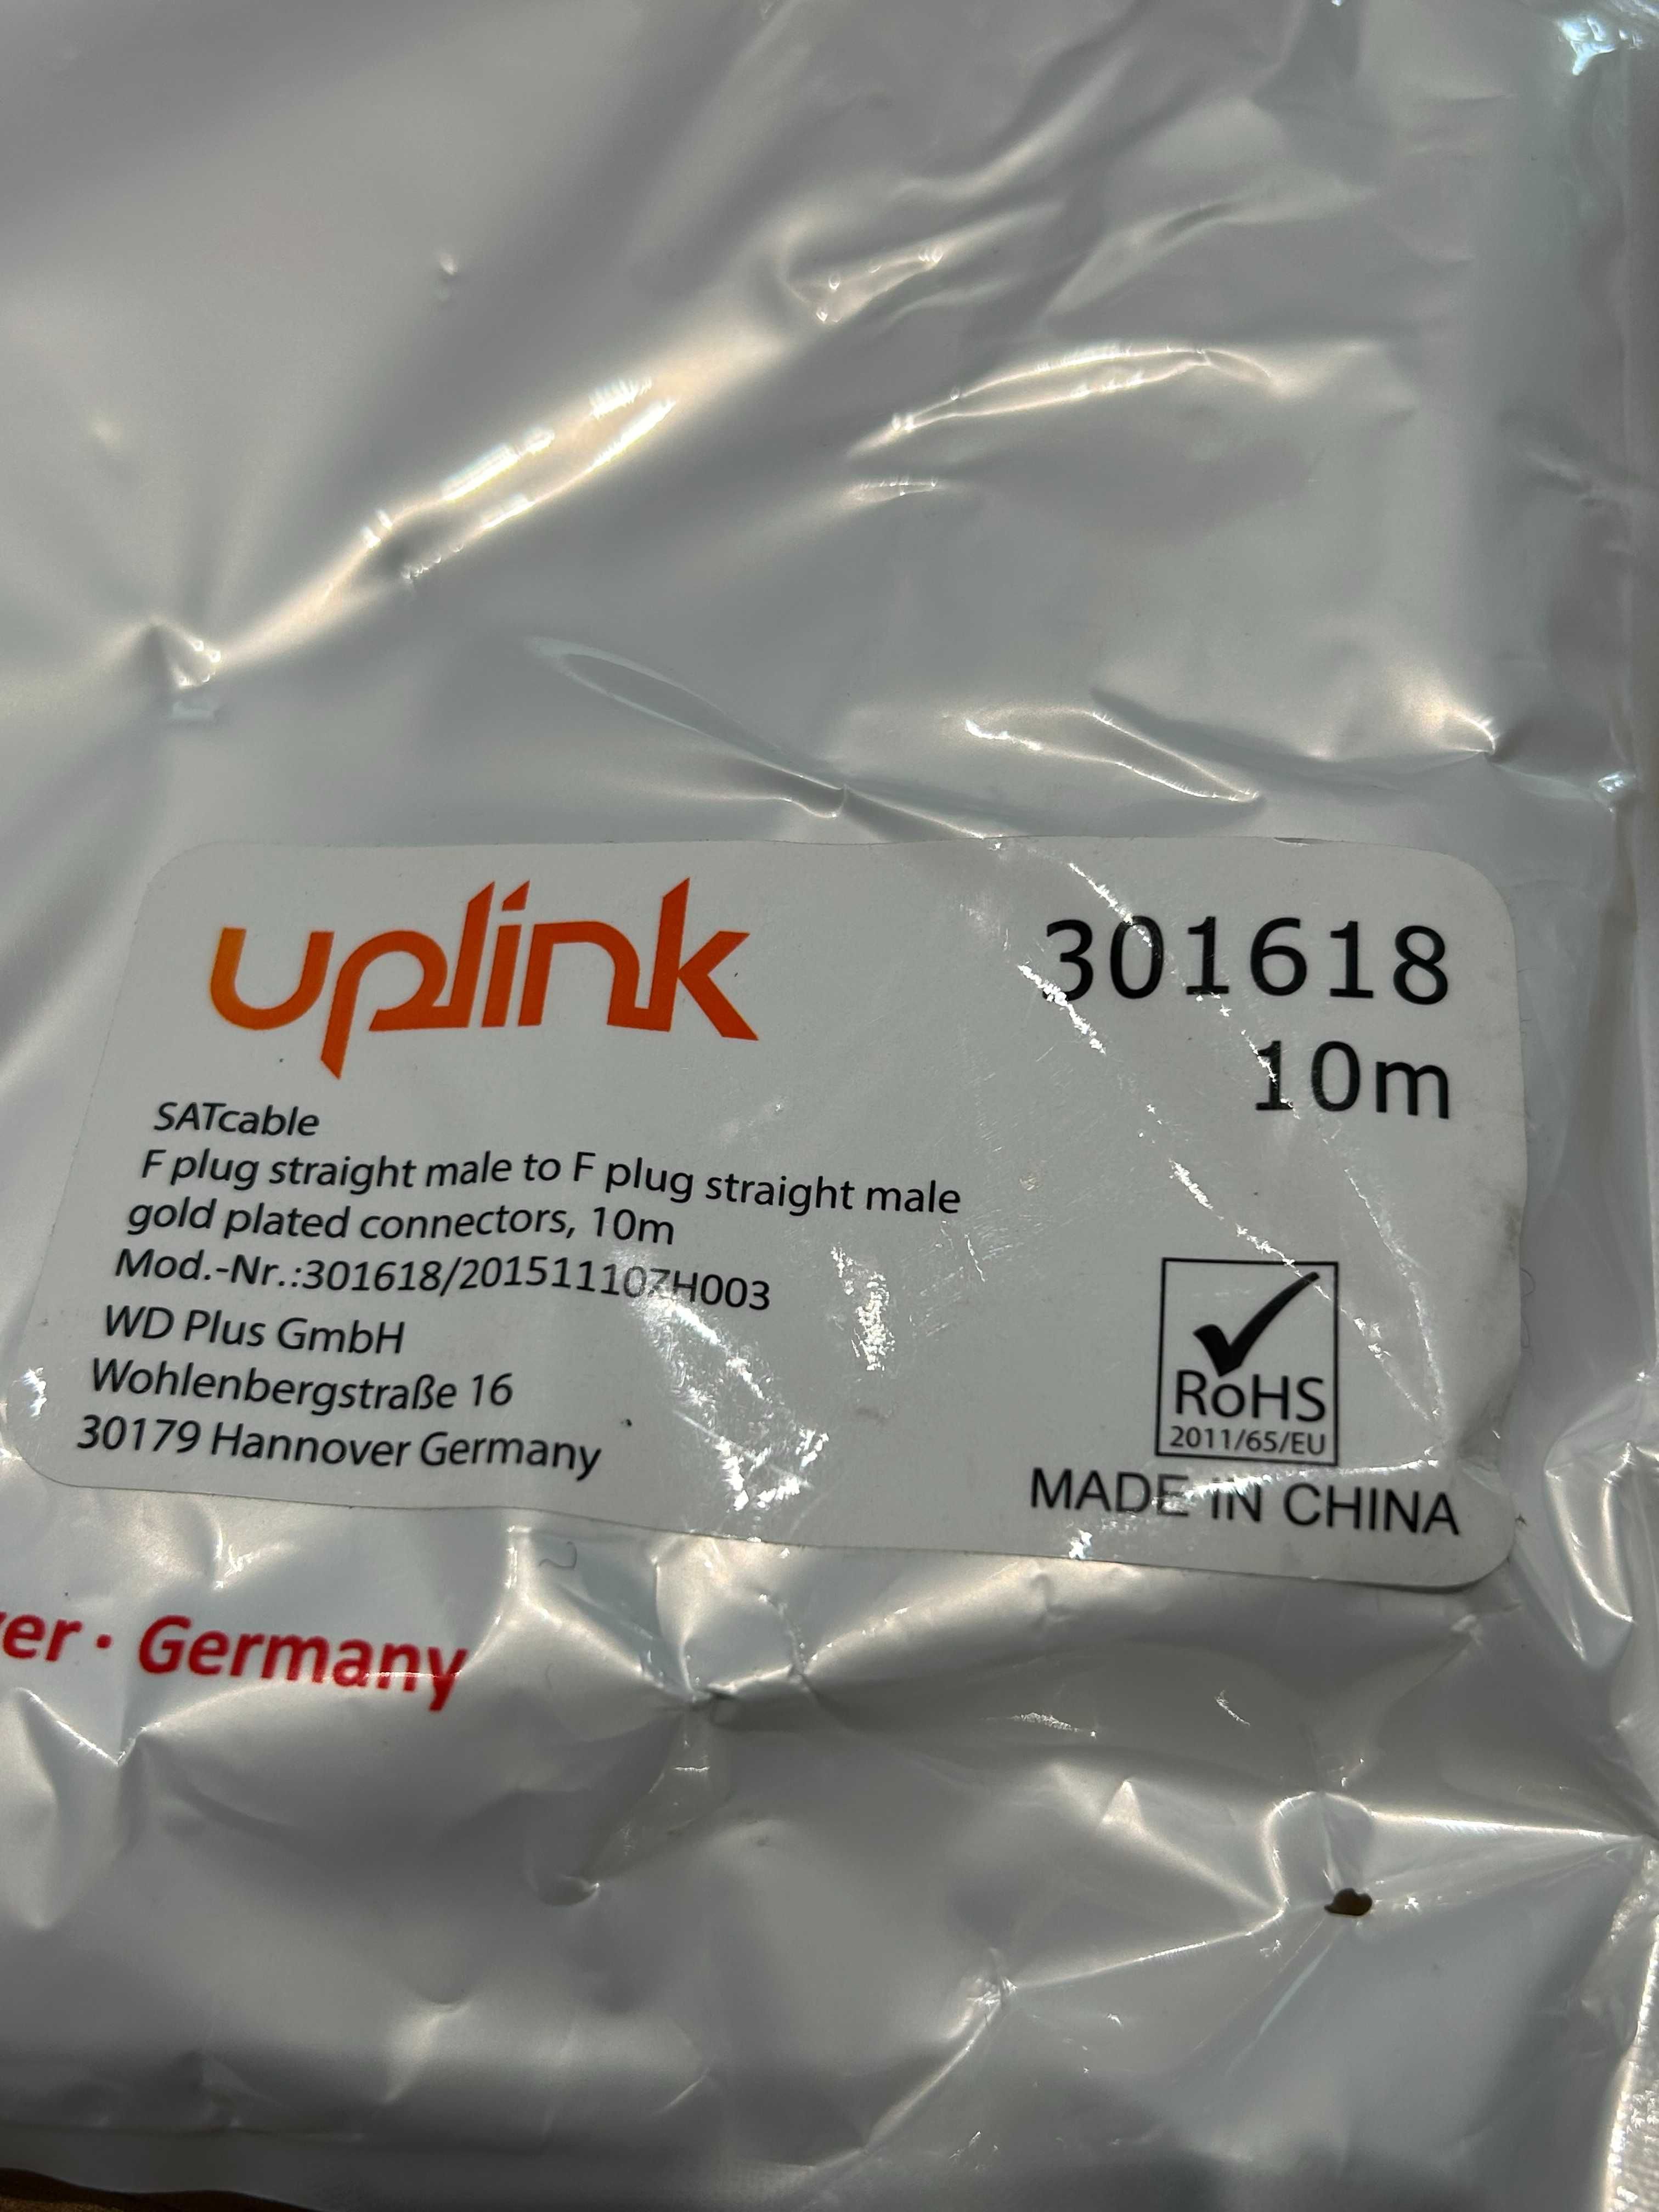 uplink
301618
10m
SATcable
F plug straight male to F plug straight male
gold plated connectors, 10m
Mod.-Nr.:301618/20151110ZH003
WD Plus GmbH
Wohlenbergstraße 16
30179 Hannover Germany
RoHS
2011/65/EU
MADE IN CHINA
er · Germany